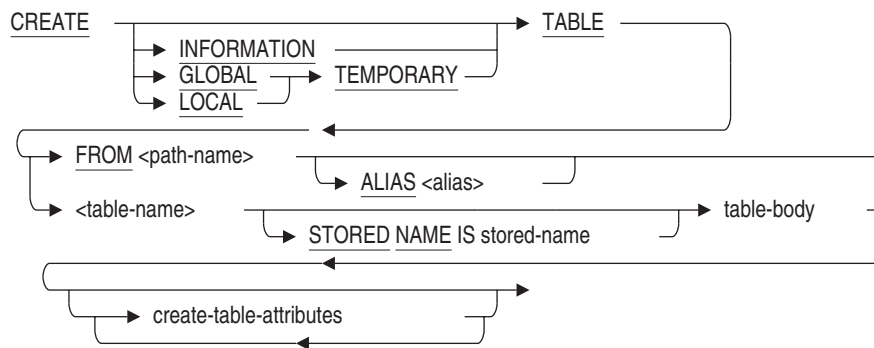 CREATE TABLE
INFORMATION
GLOBAL TEMPORARY
LOCAL
FROM <path-name>
ALIAS <alias>
<table-name> table-body
STORED NAME IS stored-name
create-table-attributes